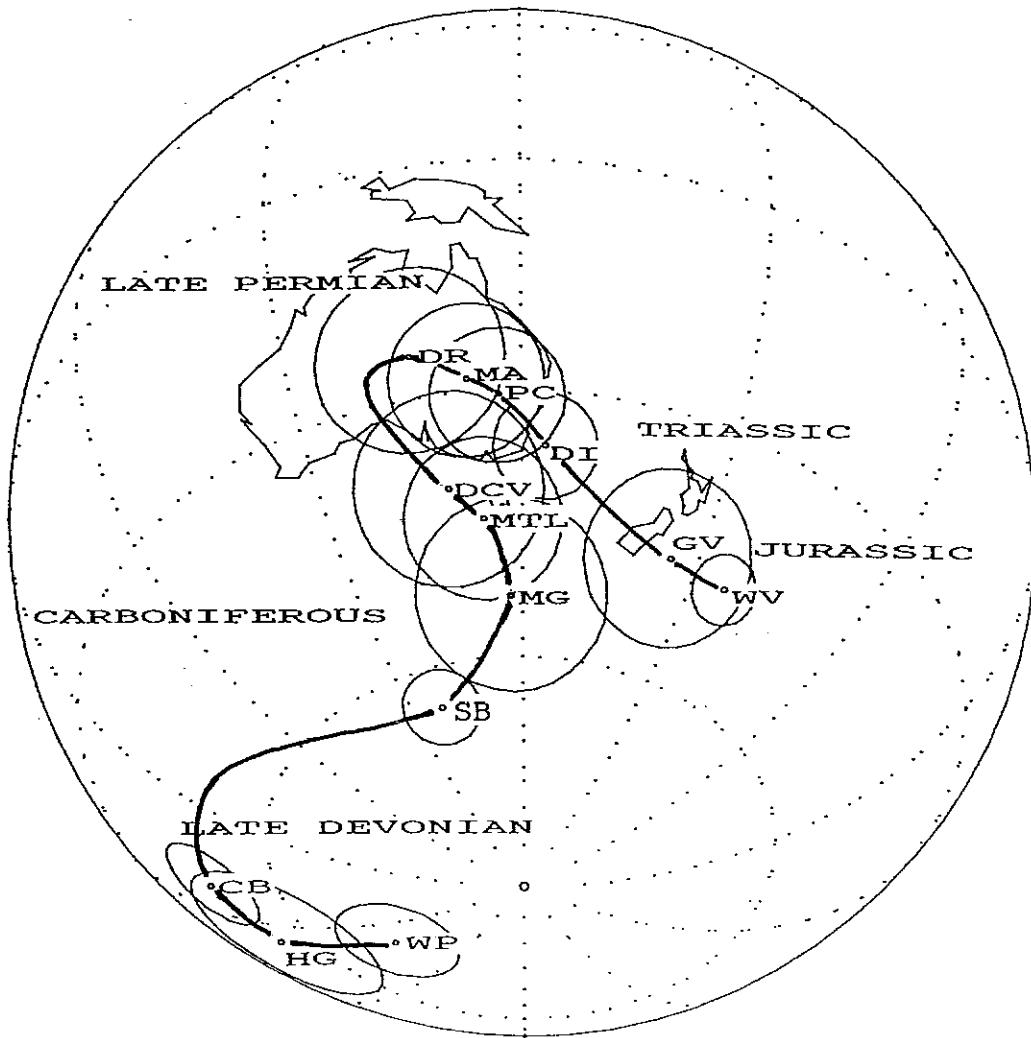 LATE PERMIAN
DR
MA
PC
TRIASSIC
DI
DCV
MTL
GV
JURASSIC
MG
WV
CARBONIFEROUS
SB
LATE DEVONIAN
CB
WP
HG